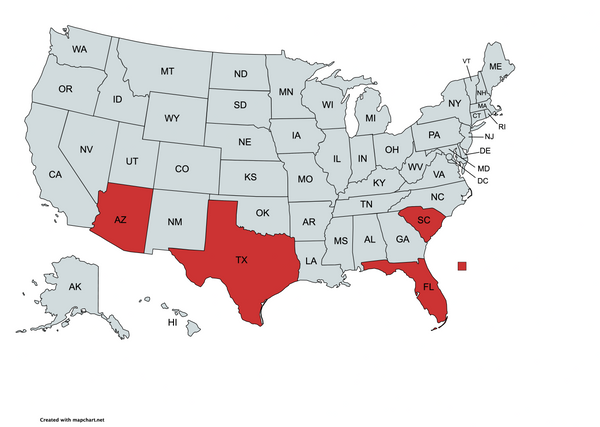 WA
MT
ND
MN
VT
ME
OR
ID
SD
WI
NH
NY
MA
WY
MI
CT
RI
IA
PA
NJ
NE
NV
OH
DE
UT
IL
IN
CO
MD
WV
CA
KS
MO
VA
DC
KY
NC
TN
OK
AZ
NM
AR
SC
MS
AL
GA
TX
LA
AK
FL
HI
Created with mapchart.net